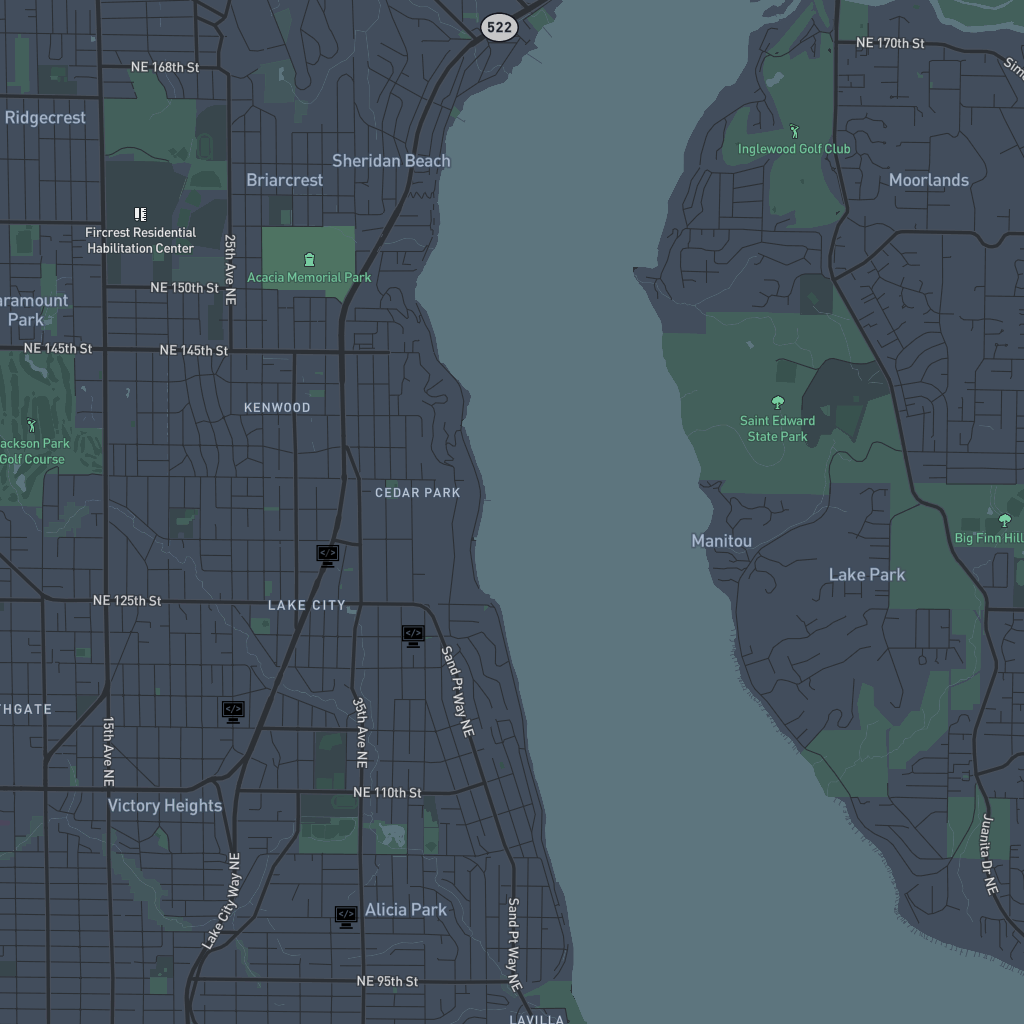 522
NE 170th St
NE 168th St
Ridgecrest
Sheridan Beach
Inglewood Golf Club
Briarcrest
Moorlands
Fircrest Residential
Habilitation Center
25th Ave NE
Acacia Memorial Park
NE 150th St
Park
NE 145th St
NE 145th St
KENWOOD
Saint Edward
State Park
Golf Course
CEDAR PARK
Manitou
Big Finn Hill
Lake Park
</>
NE 125th St
LAKE CITY
</>
Sand Pt Way NE
</>
35th Ave NE
15th Ave NE
NE 110th St
Victory Heights
Juanita Dr NE
Lake City Way NE
</>
Alicia Park
Sand Pt Way NE
NE 95th St
LAVILLA